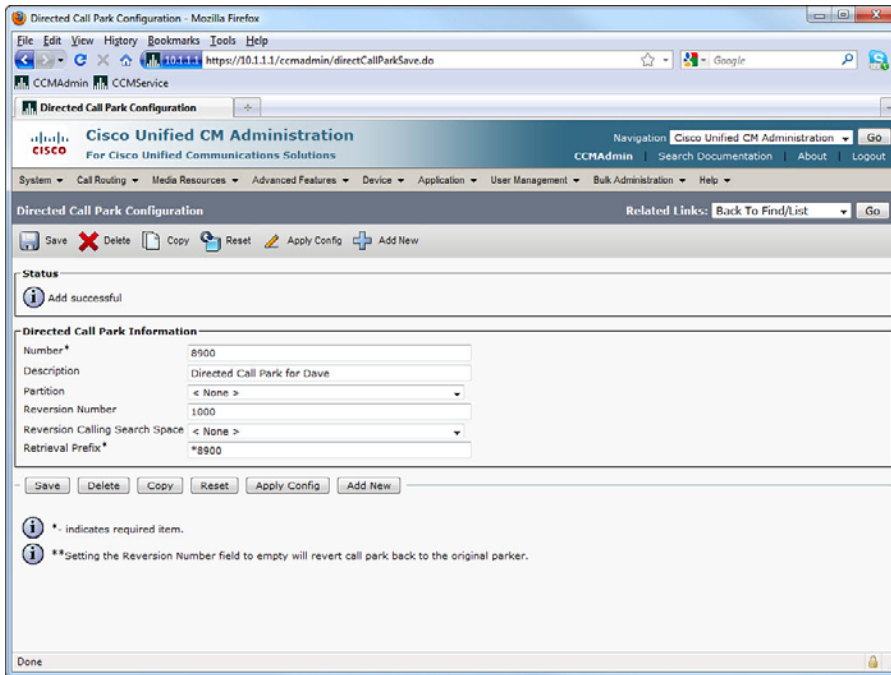 Directed Call Park Configuration - Mozilla Firefox
File Edit View History Bookmarks Tools Help
10.1.1.1 https://10.1.1.1/ccmadmin/directCallParkSave.do Google
CCMAdmin CCMService
Directed Call Park Configuration
cisco
Cisco Unified CM Administration
For Cisco Unified Communications Solutions
Navigation Cisco Unified CM Administration Go
CCMAdmin | Search Documentation | About | Logout
System Call Routing Media Resources Advanced Features Device Application User Management Bulk Administration Help
Directed Call Park Configuration Related Links: Back To Find/List Go
Save Delete Copy Reset Apply Config Add New
Status
Add successful
Directed Call Park Information
Number* 8900
Description Directed Call Park for Dave
Partition < None >
Reversion Number 1000
Reversion Calling Search Space < None >
Retrieval Prefix* *8900
Save Delete Copy Reset Apply Config Add New
*- indicates required item.
**Setting the Reversion Number field to empty will revert call park back to the original parker.
Done